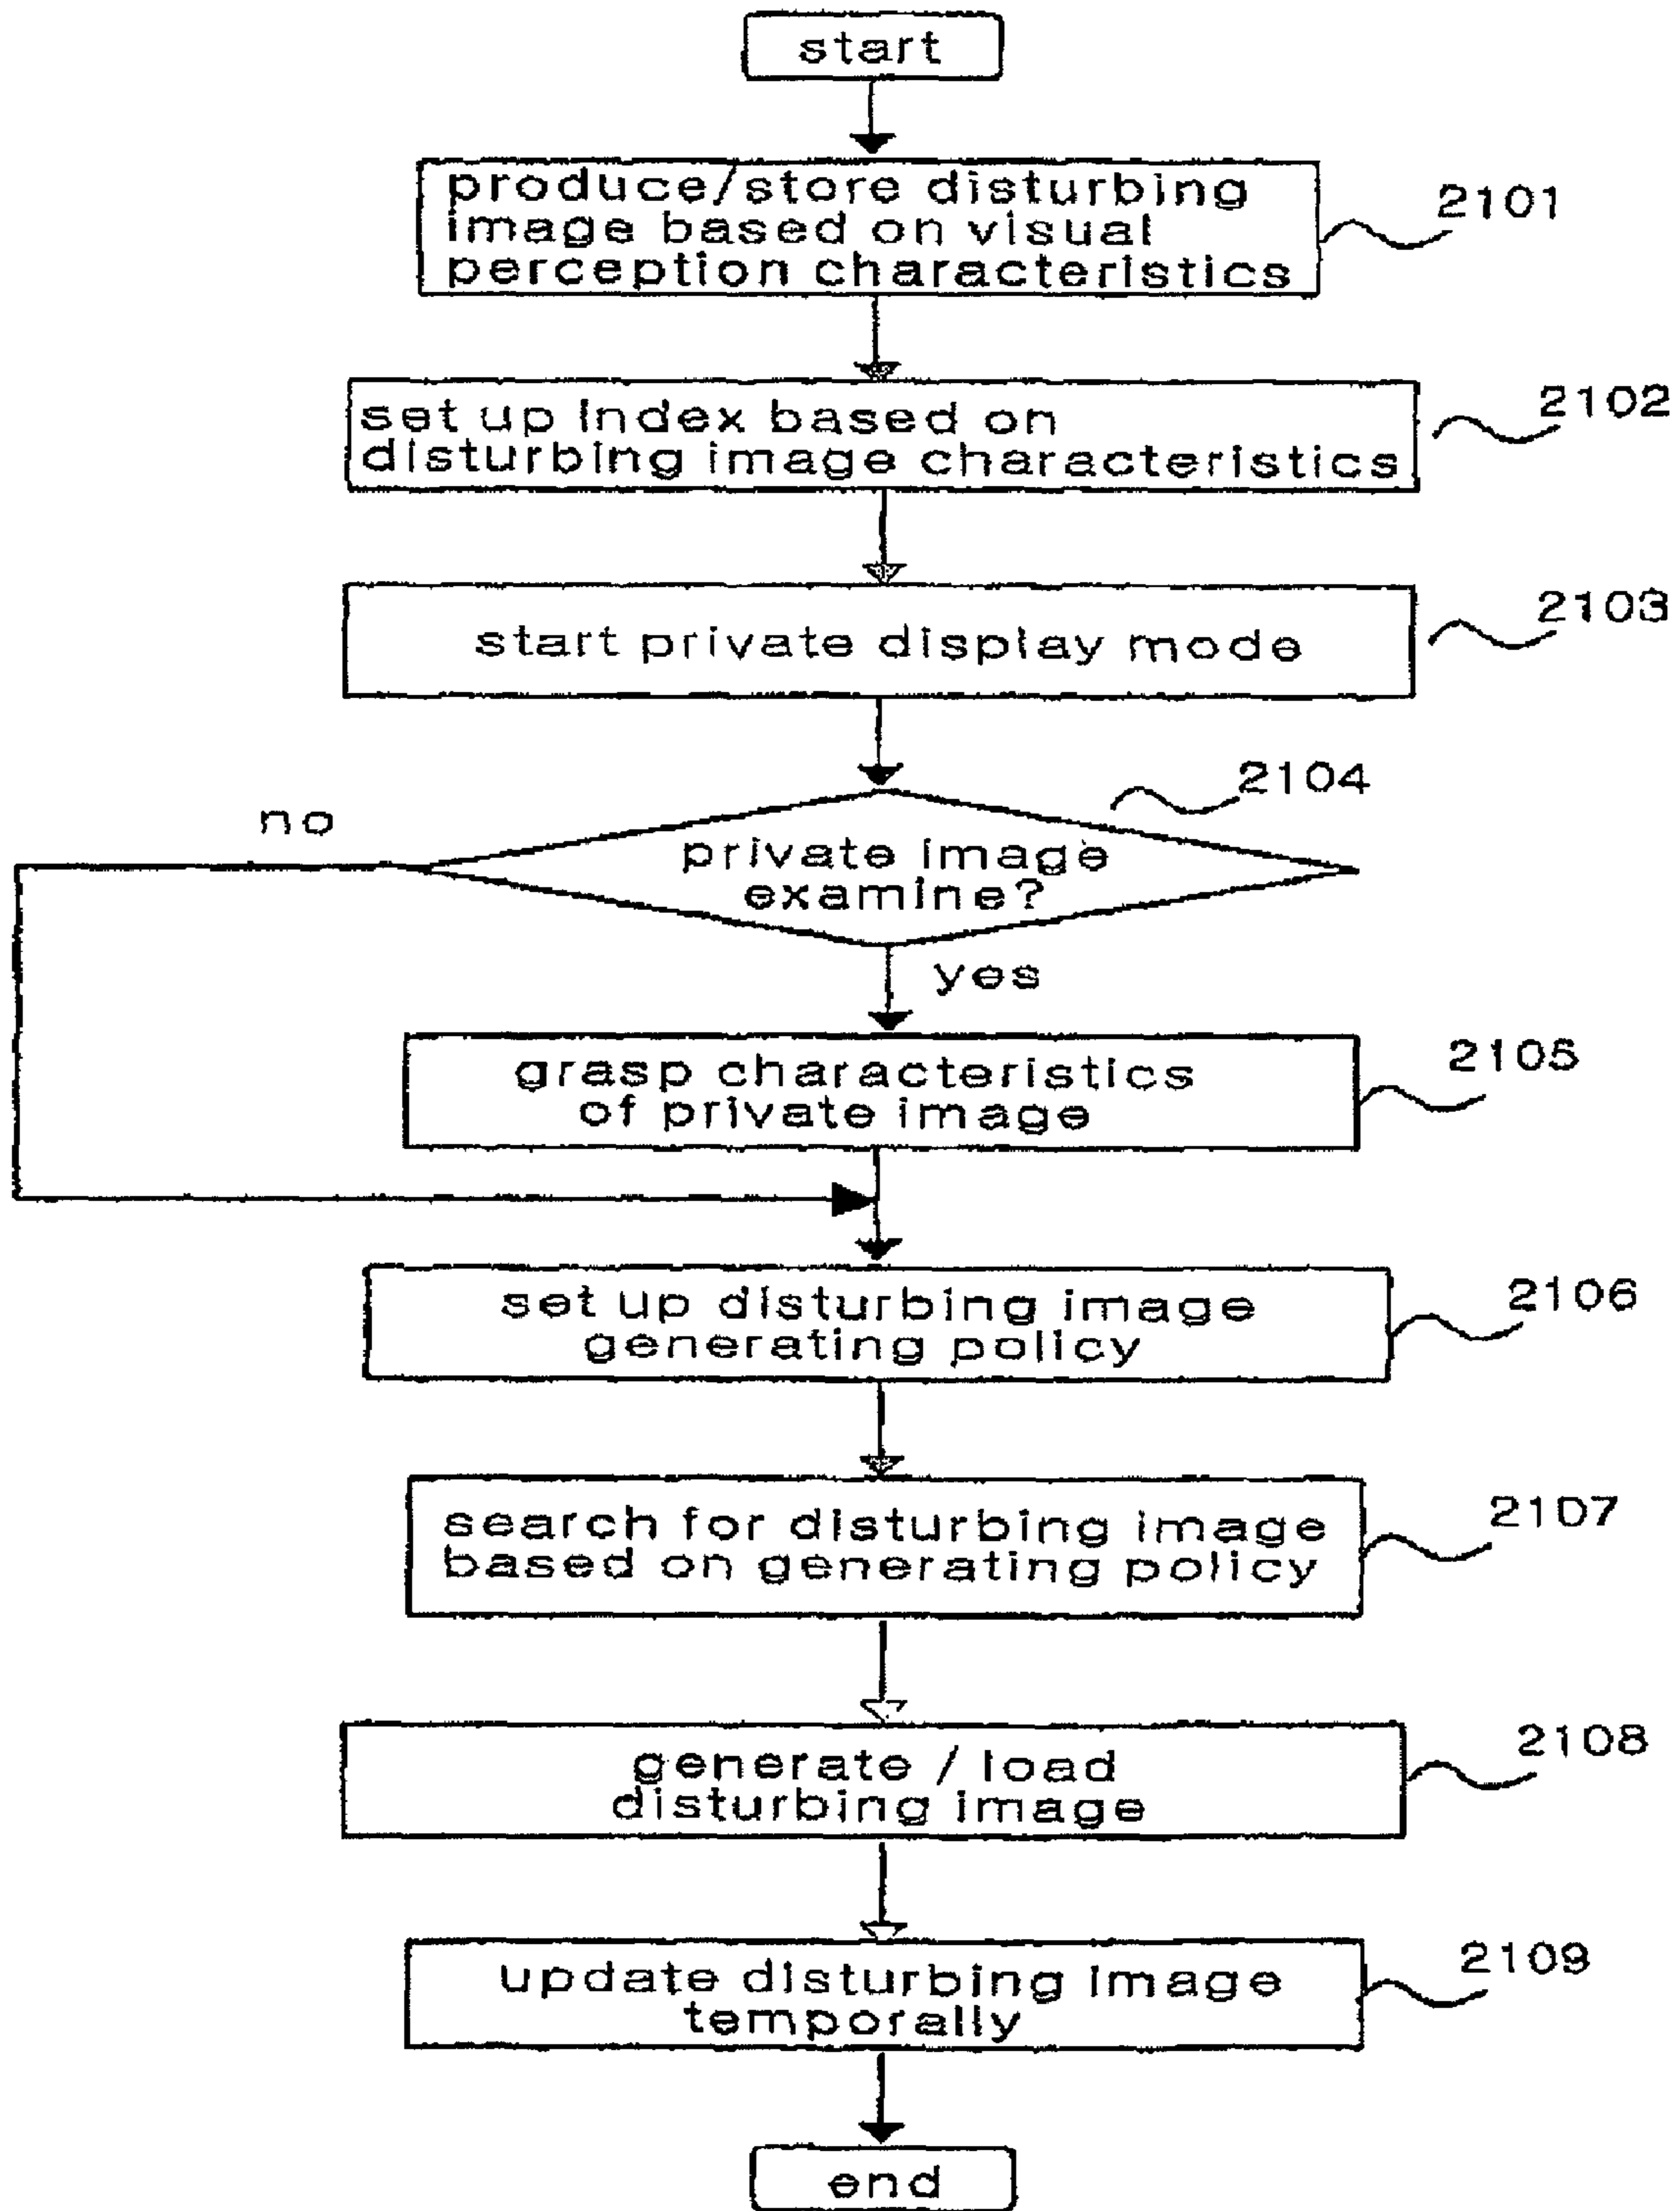 start
produce/store disturbing
image based on visual
perception characteristics
2101
set up index based on
disturbing image characteristics
2102
start private display mode
2103
2104
no
private image
examine?
yes
grasp characteristics
of private image
2105
set up disturbing image
generating policy
2106
search for disturbing image
based on generating policy
2107
generate / load
disturbing image
2108
update disturbing image
temporally
2109
end